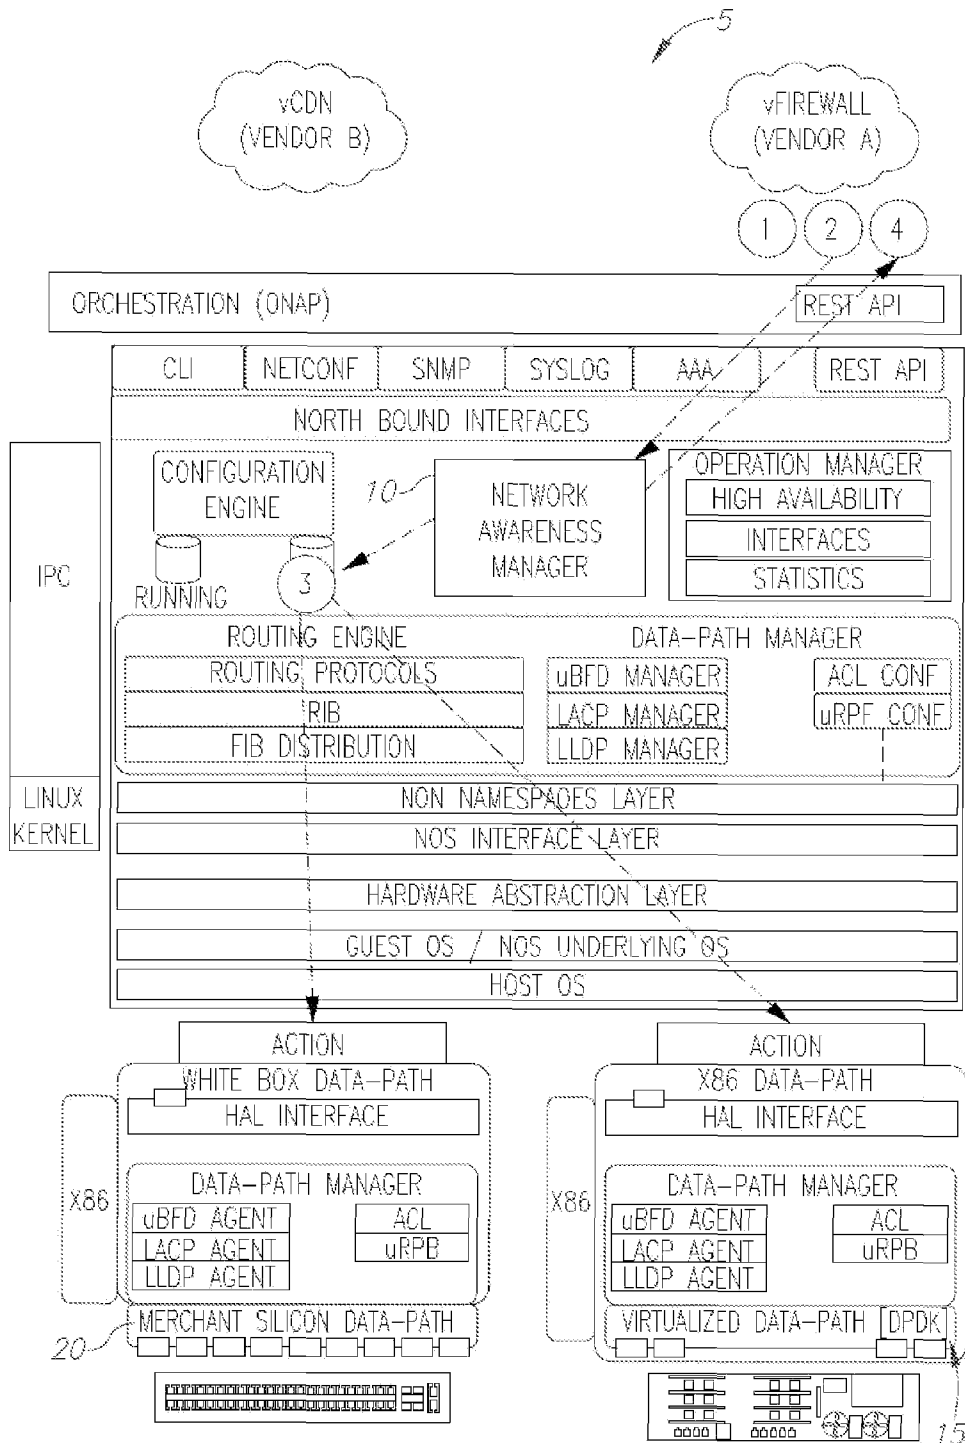 5
vCDN
(VENDOR B)
vFIREWALL
(VENDOR A)
1
2
4
ORCHESTRATION (ONAP)
REST API
CLI
NETCONF
SNMP
SYSLOG
AAA
REST API
NORTH BOUND INTERFACES
IPC
LINUX
KERNEL
CONFIGURATION
ENGINE
RUNNING
3
10
NETWORK
AWARENESS
MANAGER
OPERATION MANAGER
HIGH AVAILABILITY
INTERFACES
STATISTICS
ROUTING ENGINE
ROUTING PROTOCOLS
RIB
FIB DISTRIBUTION
DATA-PATH MANAGER
uBFD MANAGER
LACP MANAGER
LLDP MANAGER
ACL CONF
uRPF CONF
NON NAMESPACES LAYER
NOS INTERFACE LAYER
HARDWARE ABSTRACTION LAYER
GUEST OS / NOS UNDERLYING OS
HOST OS
ACTION
WHITE BOX DATA-PATH
HAL INTERFACE
X86
DATA-PATH MANAGER
uBFD AGENT
LACP AGENT
LLDP AGENT
ACL
uRPB
MERCHANT SILICON DATA-PATH
20
ACTION
X86 DATA-PATH
HAL INTERFACE
X86
DATA-PATH MANAGER
uBFD AGENT
LACP AGENT
LLDP AGENT
ACL
uRPB
VIRTUALIZED DATA-PATH
DPDK
15